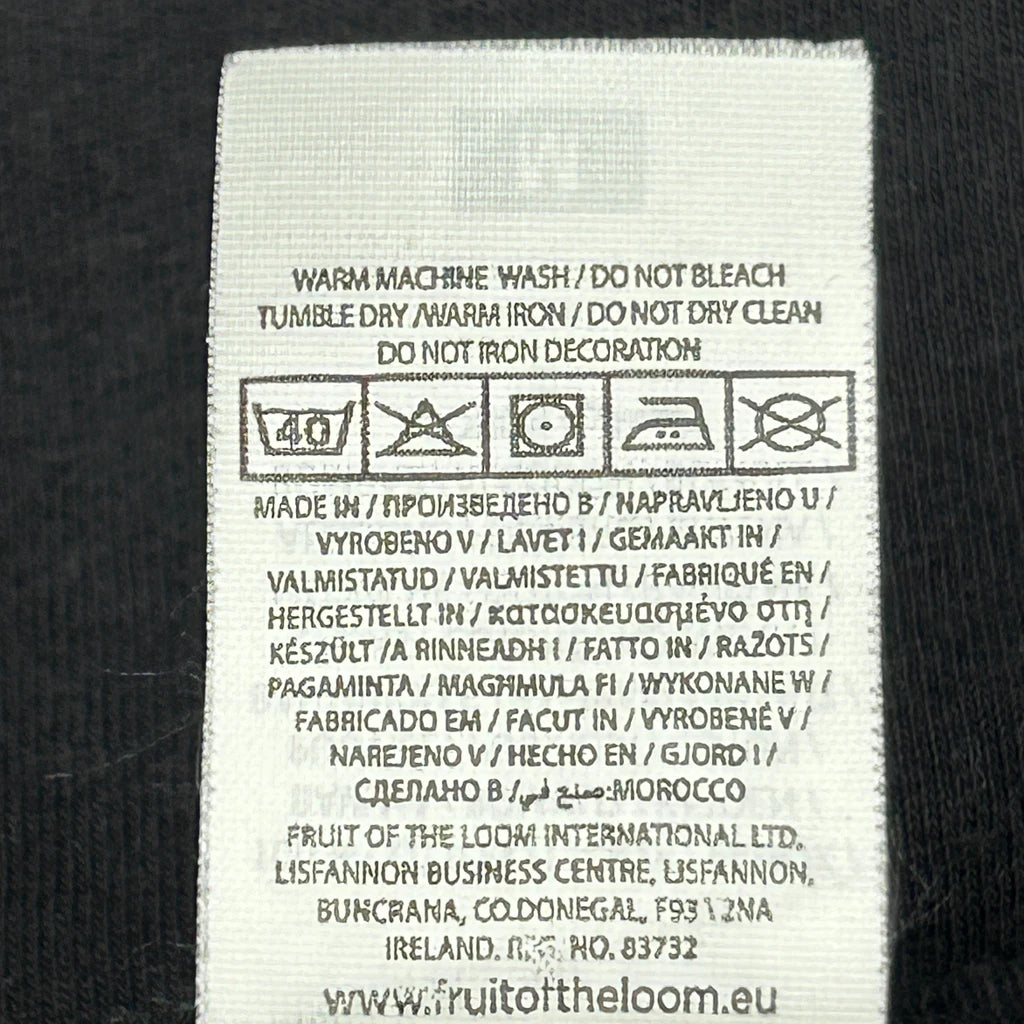 WARM MACHINE WASH / DO NOT BLEACH
TUMBLE DRY /WARM IRON / DO NOT DRY CLEAN
DO NOT IRON DECORATION
40
MADE IN / ПРОИЗВЕДЕНО В / NAPRAVLJENO U /
VYROBENO V / LAVET I / GEMAAKT IN /
VALMISTATUD / VALMISTETTU / FABRIQUÉ EN /
HERGESTELLT IN / κατασκευασμένο στη /
KÉSZÜLT /A RINNEADH I / FATTO IN / RAŽOTS /
PAGAMINTA / MAGHMULA FI / WYKONANE W /
FABRICADO EM / FACUT IN / VYROBENÉ V /
NAREJENO V / HECHO EN / GJORD I /
СДЕЛАНО В / صنع في:MOROCCO
FRUIT OF THE LOOM INTERNATIONAL LTD.
LISFANNON BUSINESS CENTRE, LISFANNON,
BUNCRANA, CO.DONEGAL, F93 12NA
IRELAND. REG. NO. 83732
www.fruitoftheloom.eu